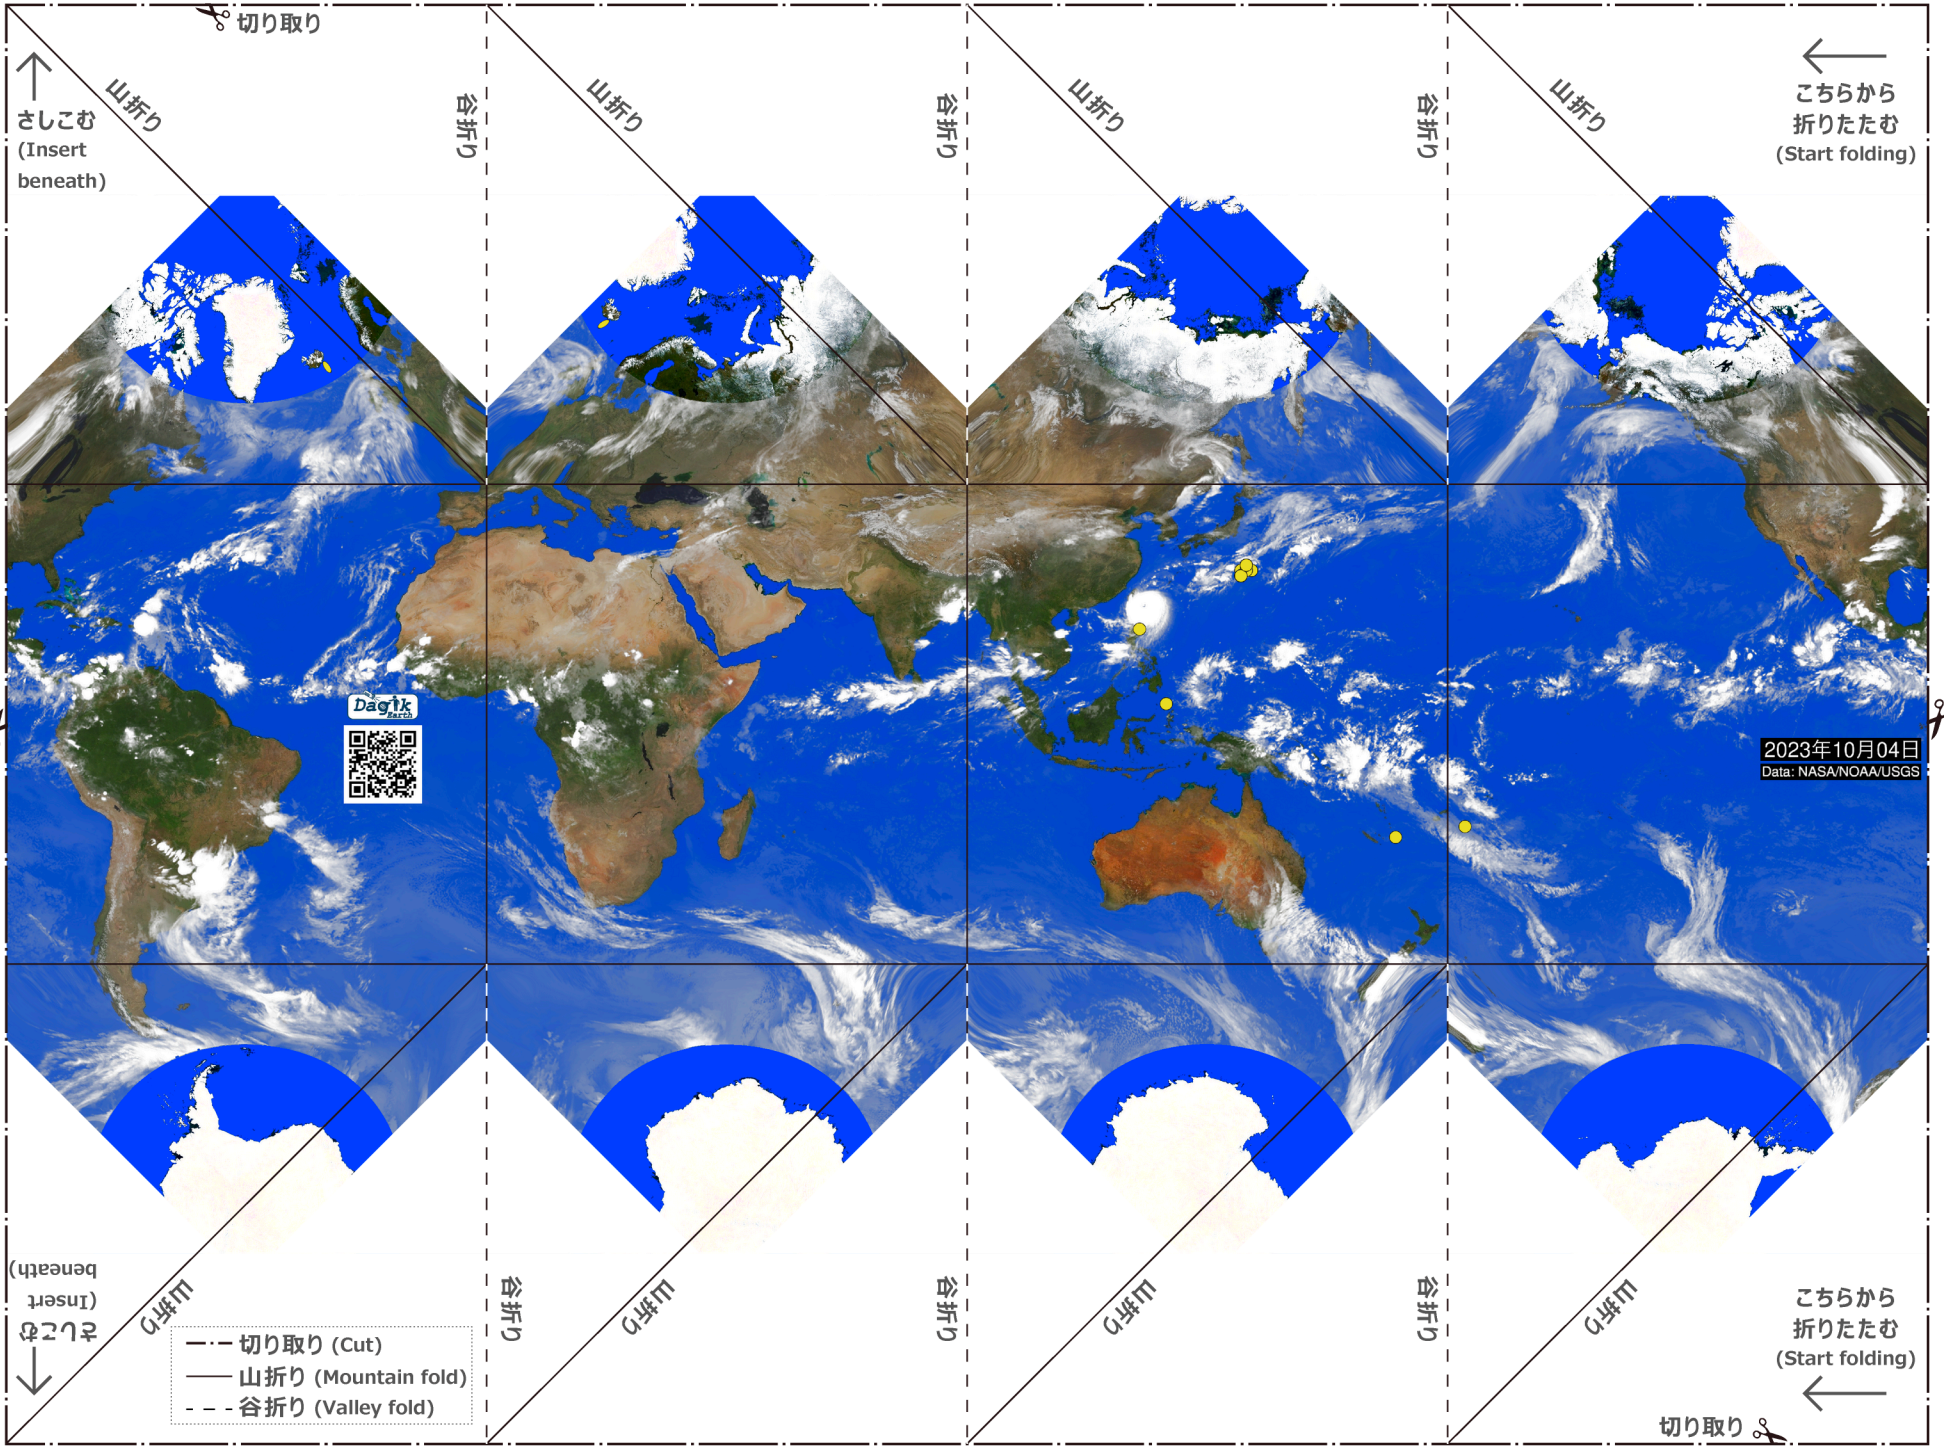 切り取り
山折り
谷折り
山折り
谷折り
山折り
谷折り
山折り
さしこむ
(Insert
beneath)
こちらから
折りたたむ
(Start folding)
Dagik
Earth
2023年10月04日
Data: NASA/NOAA/USGS
さしこむ
(Insert
beneath)
山折り
谷折り
山折り
谷折り
山折り
谷折り
山折り
こちらから
折りたたむ
(Start folding)
切り取り (Cut)
山折り (Mountain fold)
谷折り (Valley fold)
切り取り